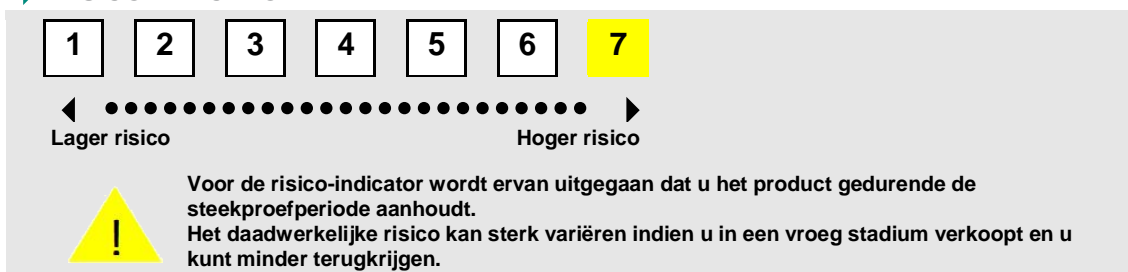 1 2 3 4 5 6 7
Lager risico Hoger risico
!
Voor de risico-indicator wordt ervan uitgegaan dat u het product gedurende de
steekproefperiode aanhoudt.
Het daadwerkelijke risico kan sterk variëren indien u in een vroeg stadium verkoopt en u
kunt minder terugkrijgen.